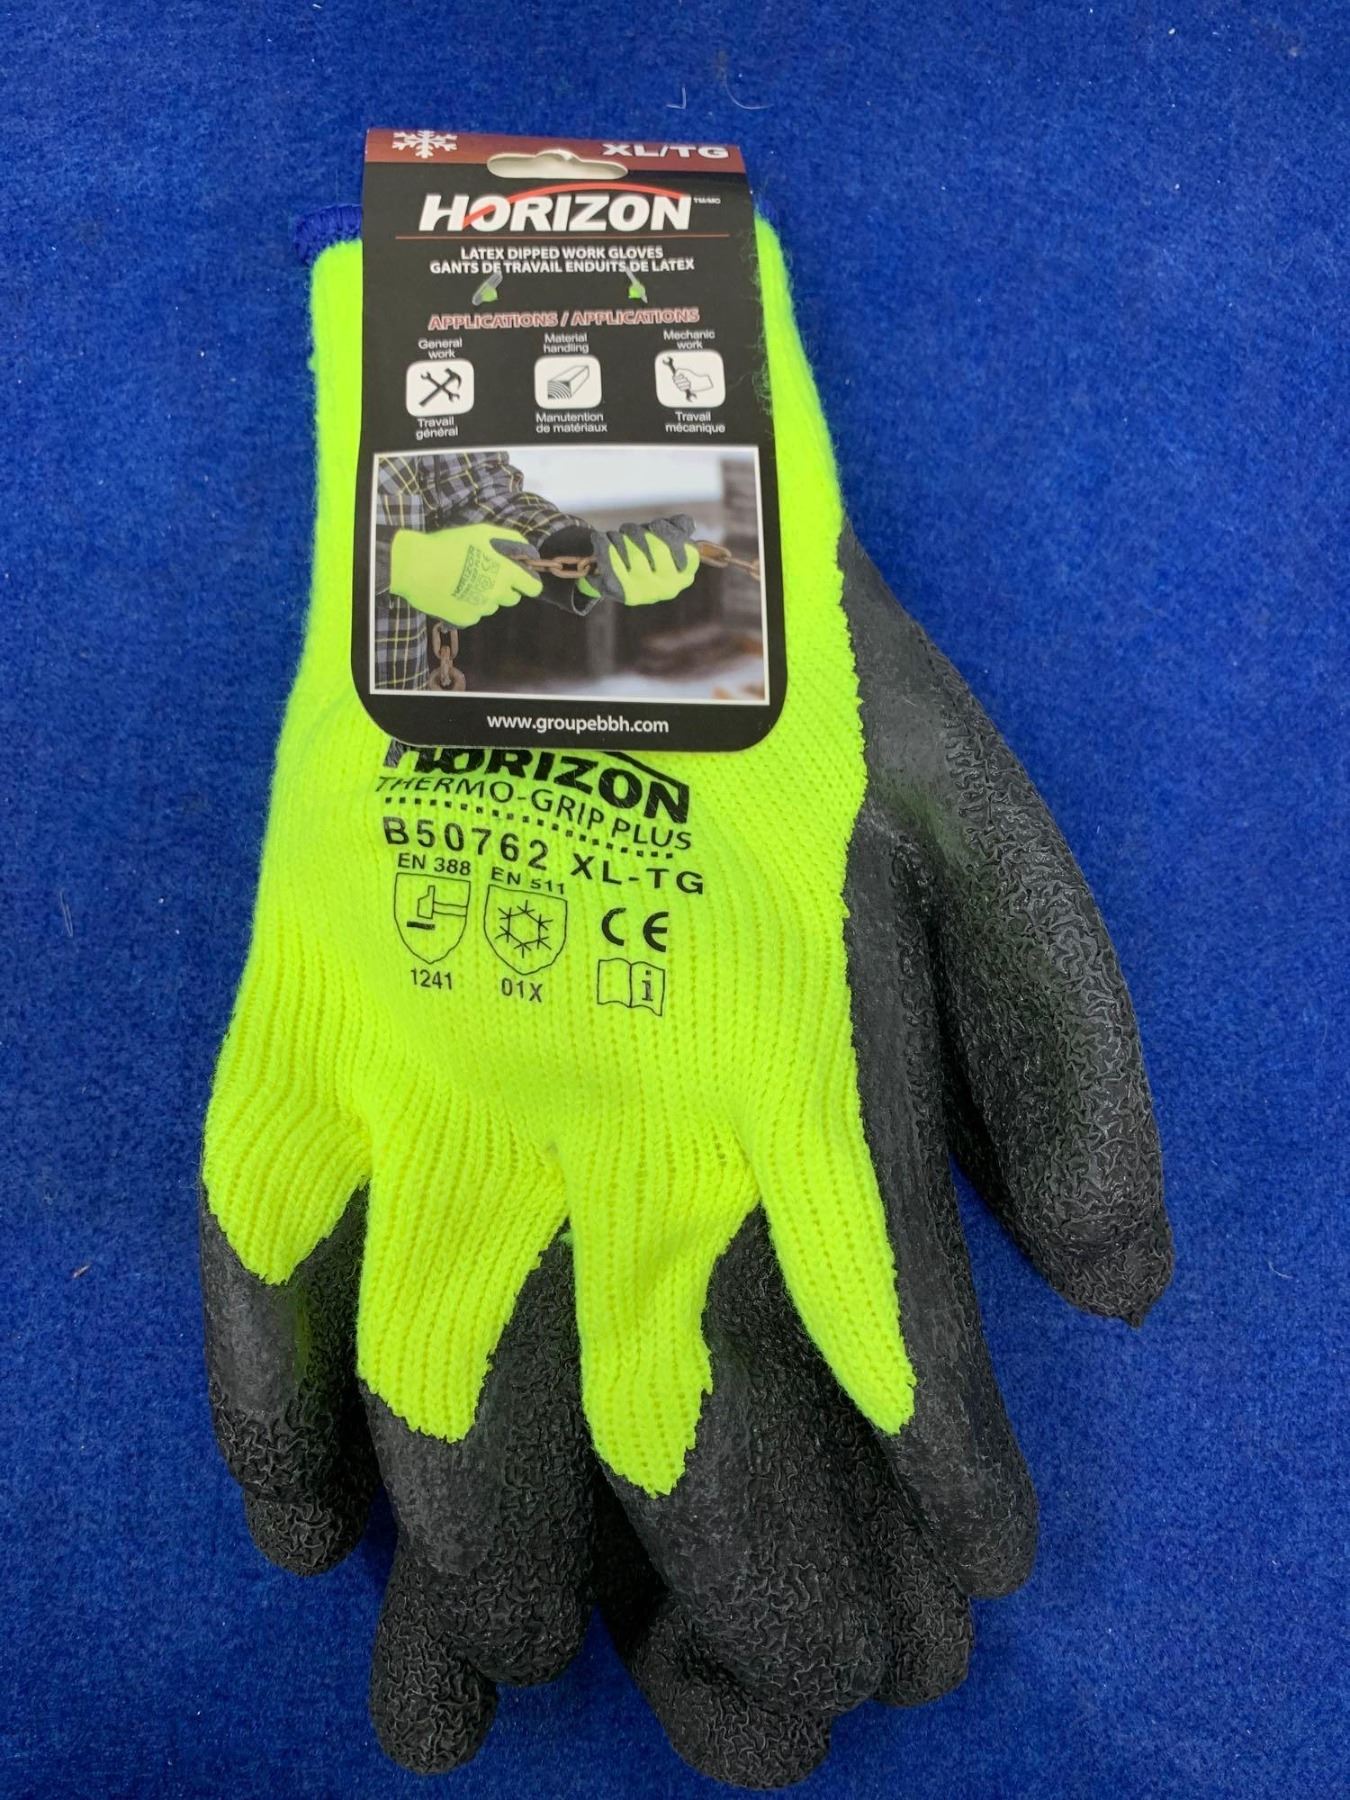 XL/TG
HORIZON TM/MO
LATEX DIPPED WORK GLOVES
GANTS DE TRAVAIL ENDUITS DE LATEX
APPLICATIONS / APPLICATIONS
General
work
Material
handling
Mechanic
work
Travail
général
Manutention
de matériaux
Travail
mécanique
www.groupebbh.com
HORIZON
THERMO-GRIP PLUS
B50762 XL-TG
EN 388
EN 511
CE
1241
01X
i